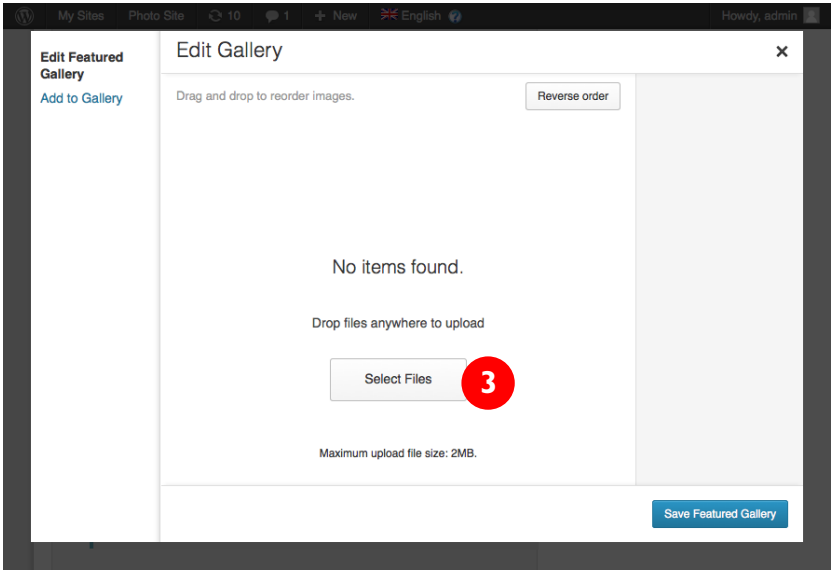 My Sites Photo Site 10 1 + New English ? Howdy, admin
Edit Featured
Gallery
Add to Gallery
Edit Gallery
Drag and drop to reorder images.
Reverse order
No items found.
Drop files anywhere to upload
Select Files
3
Maximum upload file size: 2MB.
Save Featured Gallery